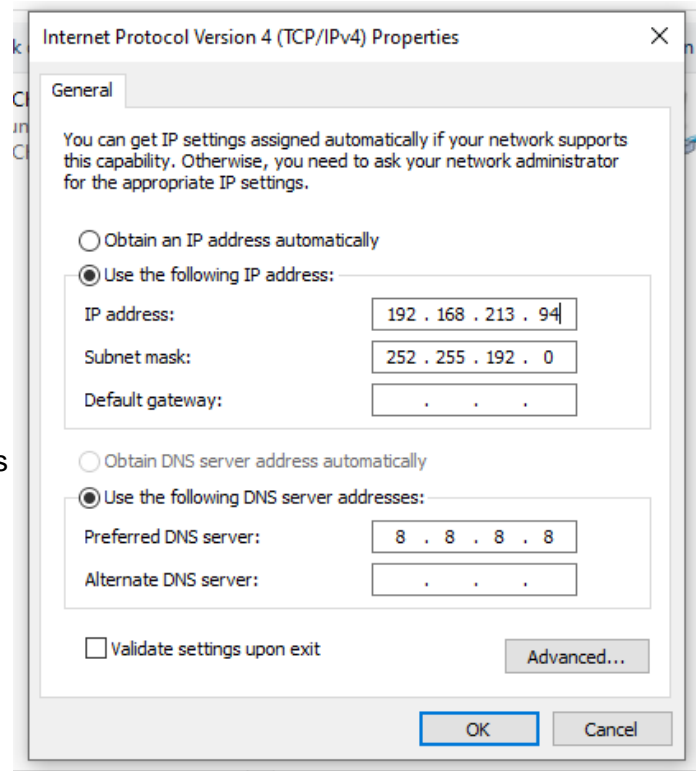 Internet Protocol Version 4 (TCP/IPv4) Properties
General
You can get IP settings assigned automatically if your network supports
this capability. Otherwise, you need to ask your network administrator
for the appropriate IP settings.
Obtain an IP address automatically
Use the following IP address:
IP address: 192 . 168 . 213 . 94
Subnet mask: 252 . 255 . 192 . 0
Default gateway: . . .
Obtain DNS server address automatically
Use the following DNS server addresses:
Preferred DNS server: 8 . 8 . 8 . 8
Alternate DNS server: . . .
Validate settings upon exit
Advanced...
OK Cancel